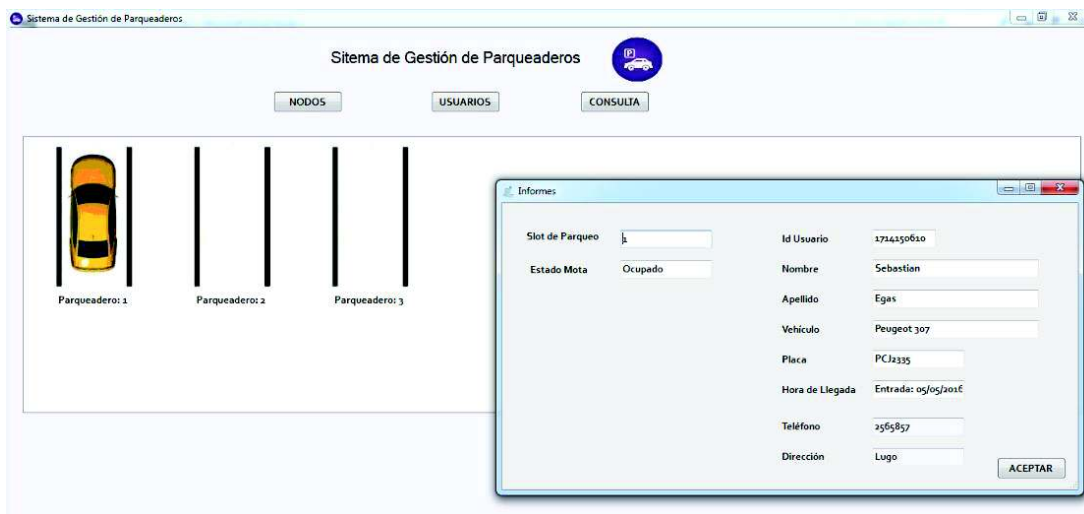 Sistema de Gestión de Parqueaderos
Sitema de Gestión de Parqueaderos
P
NODOS USUARIOS CONSULTA
Parqueadero: 1 Parqueadero: 2 Parqueadero: 3
Informes
Slot de Parqueo 1
Estado Mota Ocupado
Id Usuario 1714150610
Nombre Sebastian
Apellido Egas
Vehículo Peugeot 307
Placa PCJ2335
Hora de Llegada Entrada: 05/05/2016
Teléfono 2565857
Dirección Lugo
ACEPTAR